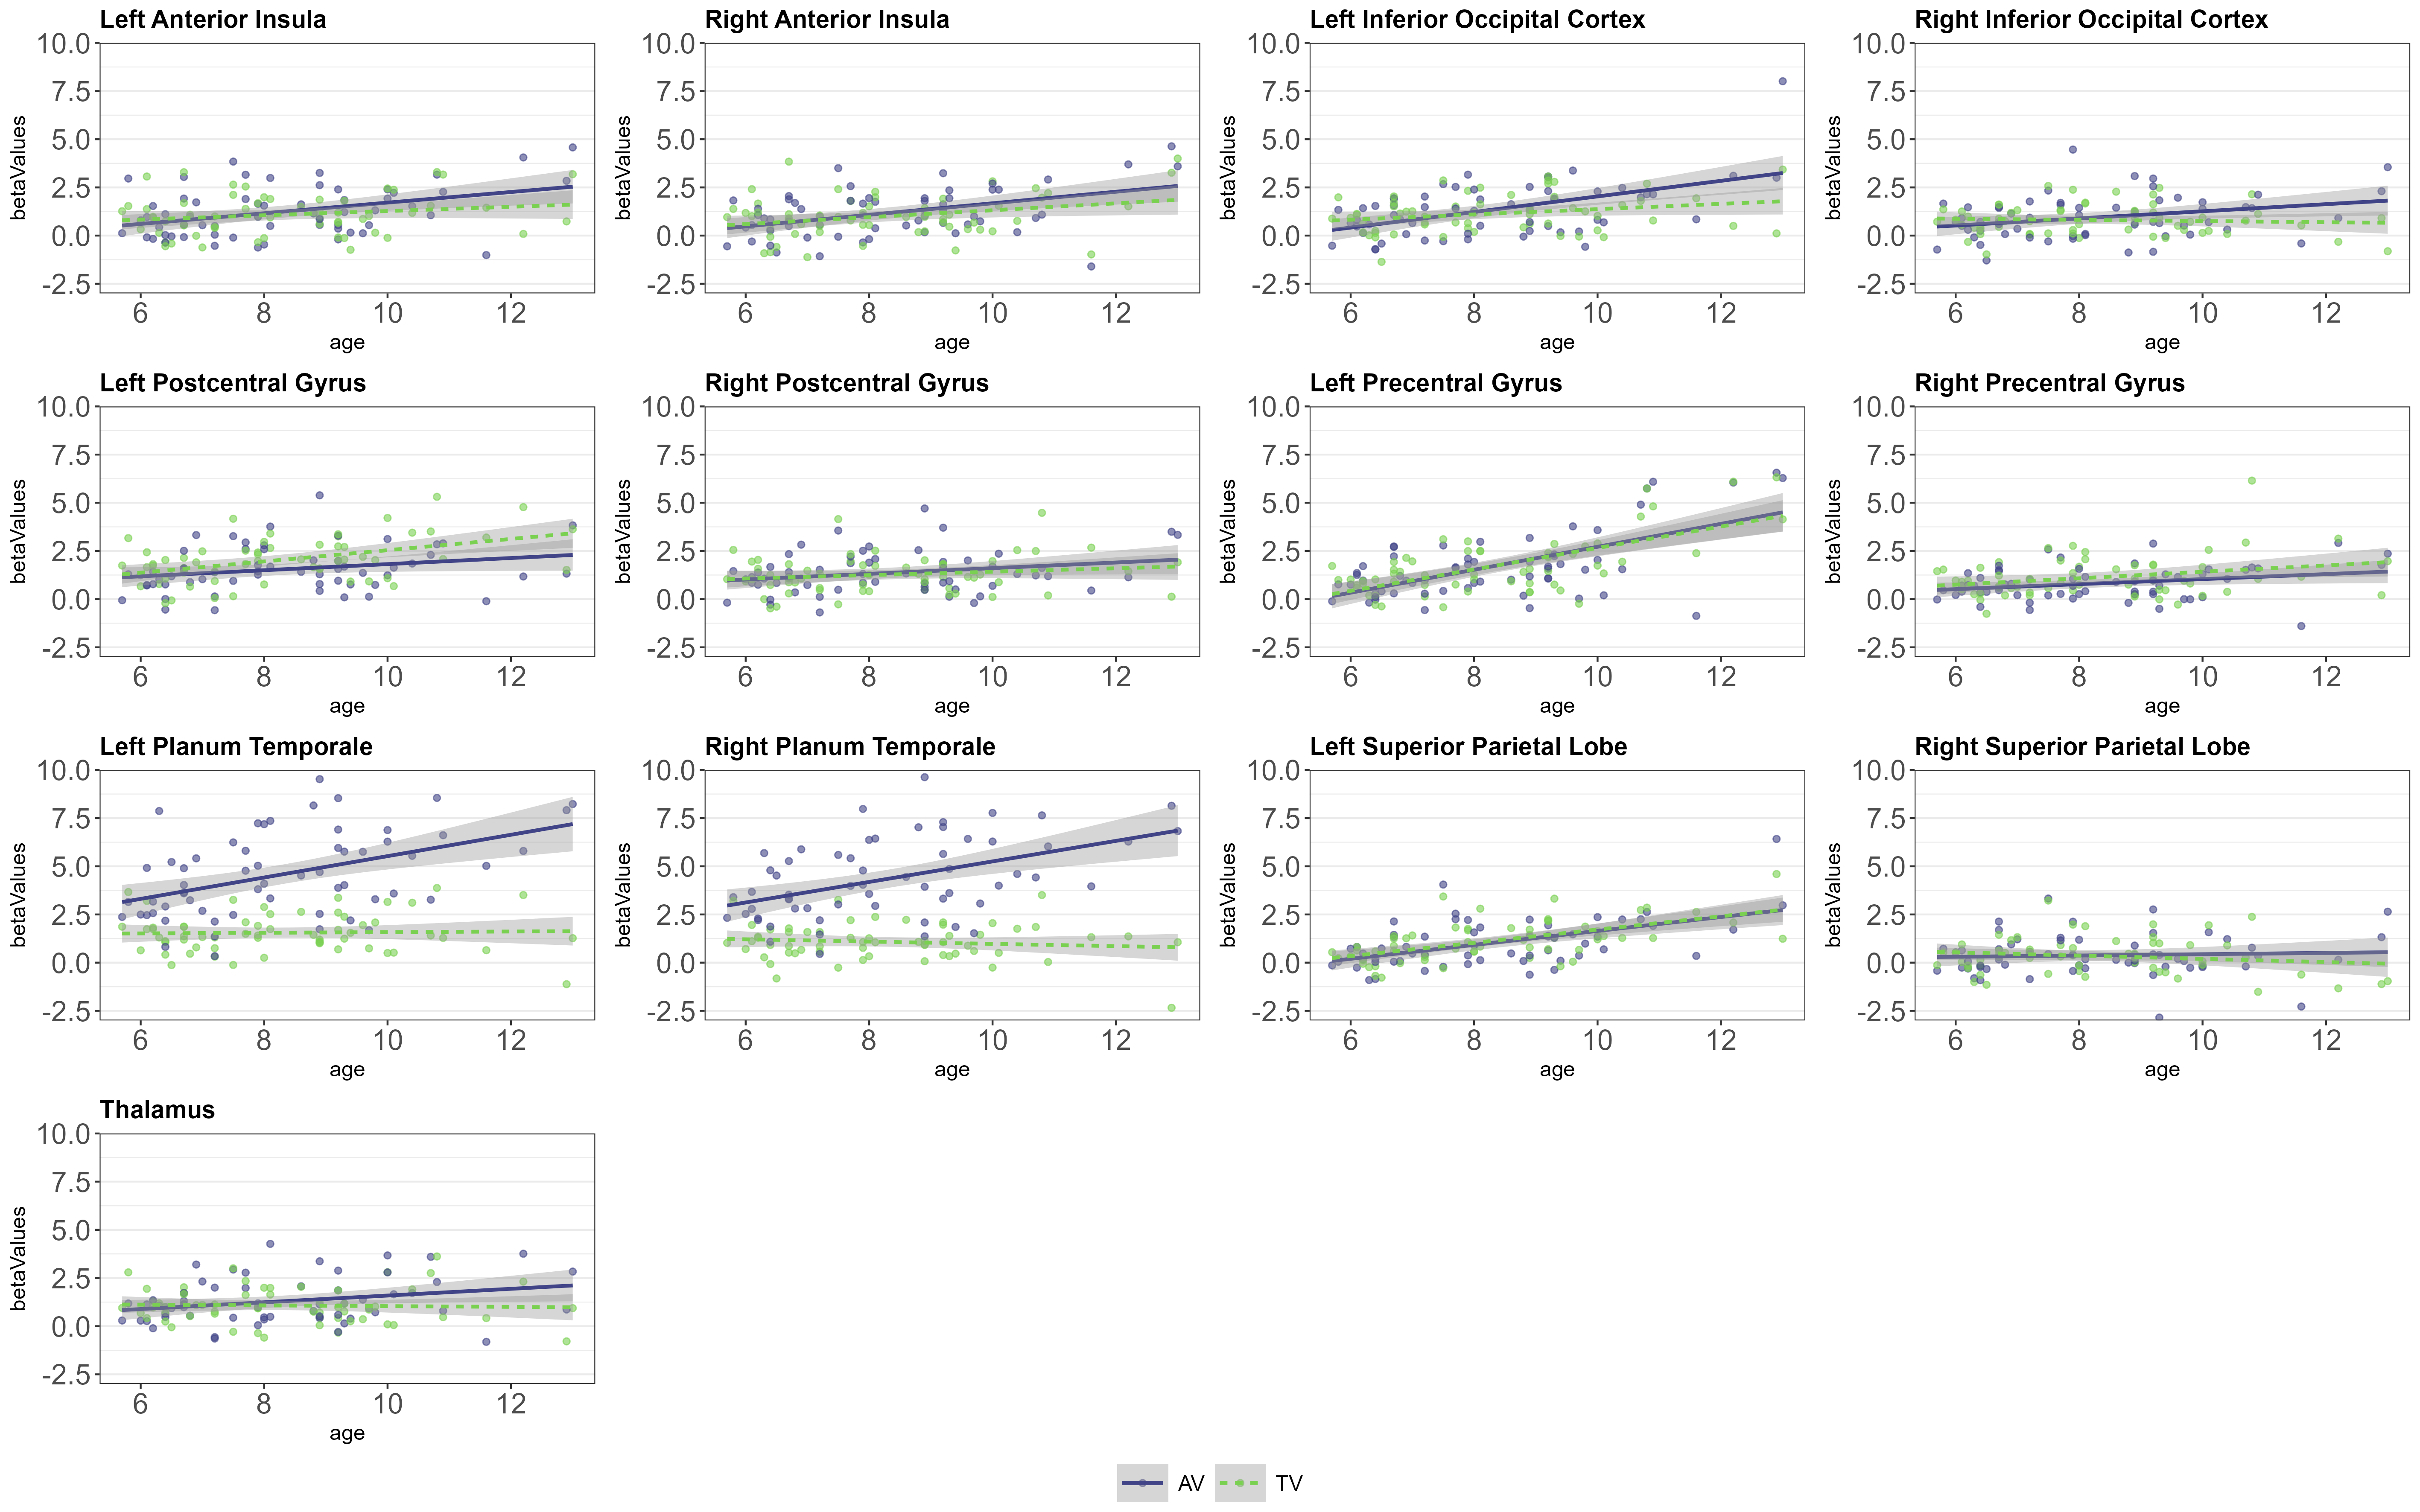 Left Anterior Insula
10.0
7.5
5.0
2.5
0.0
-2.5
betaValues
6 8 10 12
age
Right Anterior Insula
10.0
7.5
5.0
2.5
0.0
-2.5
betaValues
6 8 10 12
age
Left Inferior Occipital Cortex
10.0
7.5
5.0
2.5
0.0
-2.5
betaValues
6 8 10 12
age
Right Inferior Occipital Cortex
10.0
7.5
5.0
2.5
0.0
-2.5
betaValues
6 8 10 12
age
Left Postcentral Gyrus
10.0
7.5
5.0
2.5
0.0
-2.5
betaValues
6 8 10 12
age
Right Postcentral Gyrus
10.0
7.5
5.0
2.5
0.0
-2.5
betaValues
6 8 10 12
age
Left Precentral Gyrus
10.0
7.5
5.0
2.5
0.0
-2.5
betaValues
6 8 10 12
age
Right Precentral Gyrus
10.0
7.5
5.0
2.5
0.0
-2.5
betaValues
6 8 10 12
age
Left Planum Temporale
10.0
7.5
5.0
2.5
0.0
-2.5
betaValues
6 8 10 12
age
Right Planum Temporale
10.0
7.5
5.0
2.5
0.0
-2.5
betaValues
6 8 10 12
age
Left Superior Parietal Lobe
10.0
7.5
5.0
2.5
0.0
-2.5
betaValues
6 8 10 12
age
Right Superior Parietal Lobe
10.0
7.5
5.0
2.5
0.0
-2.5
betaValues
6 8 10 12
age
Thalamus
10.0
7.5
5.0
2.5
0.0
-2.5
betaValues
6 8 10 12
age
AV TV